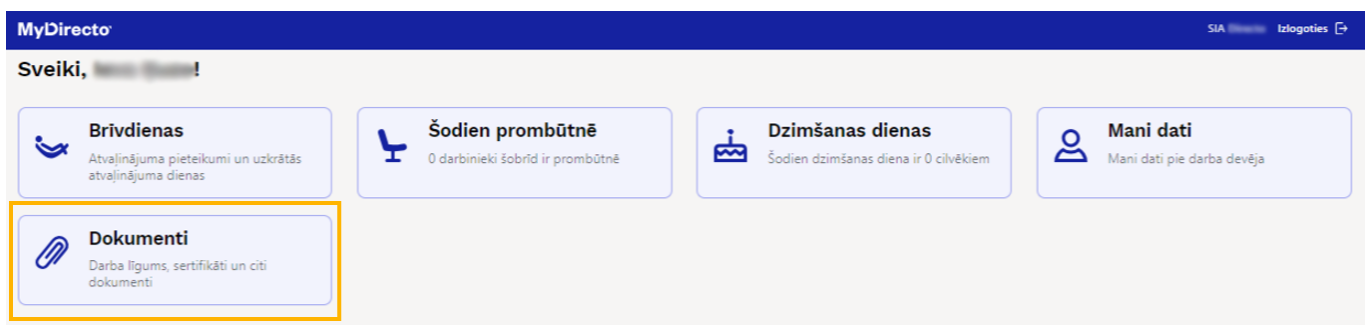 MyDirecto
SIA Izlogoties
Sveiki, !
Brīvdienas
Atvaļinājuma pieteikumi un uzkrātās
atvaļinājuma dienas
Šodien prombūtnē
0 darbinieki šobrīd ir prombūtnē
Dzimšanas dienas
Šodien dzimšanas diena ir 0 cilvēkiem
Mani dati
Mani dati pie darba devēja
Dokumenti
Darba līgums, sertifikāti un citi
dokumenti